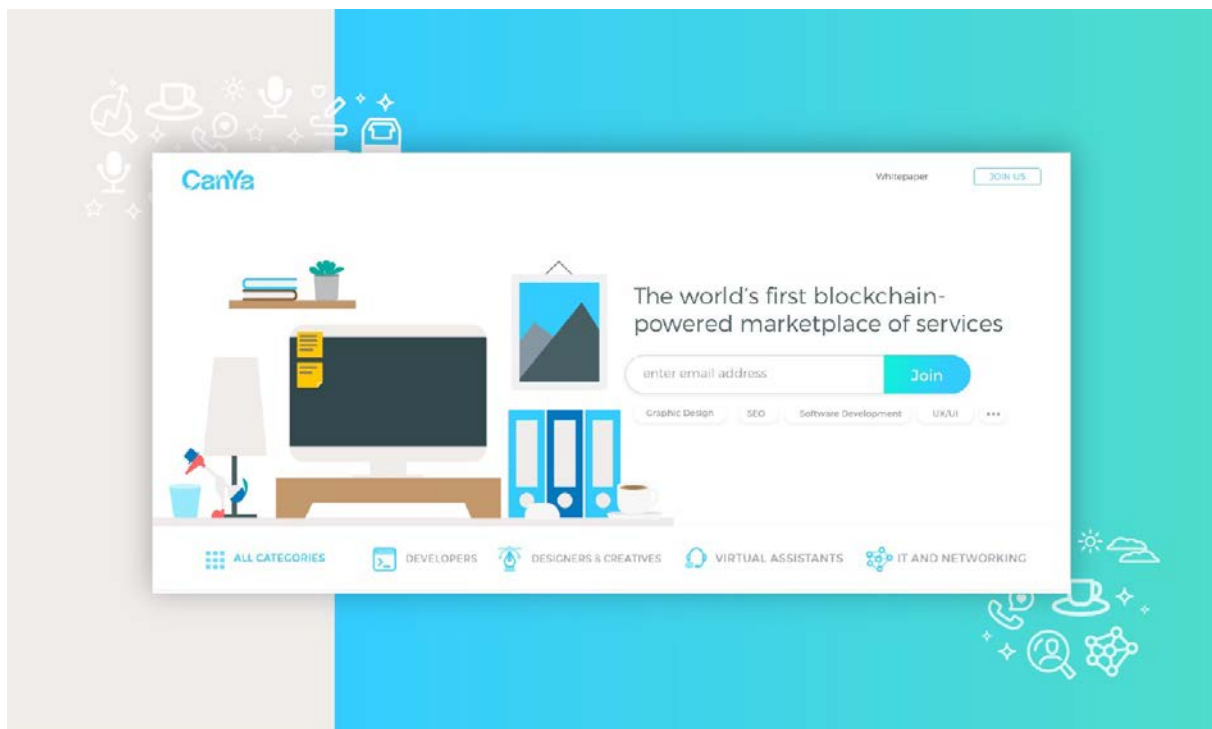 CanYa
Whitepaper
JOIN US
The world's first blockchain-
powered marketplace of services
enter email address
Join
Graphic Design SEO Software Development UX/UI
ALL CATEGORIES DEVELOPERS DESIGNERS & CREATIVES VIRTUAL ASSISTANTS IT AND NETWORKING